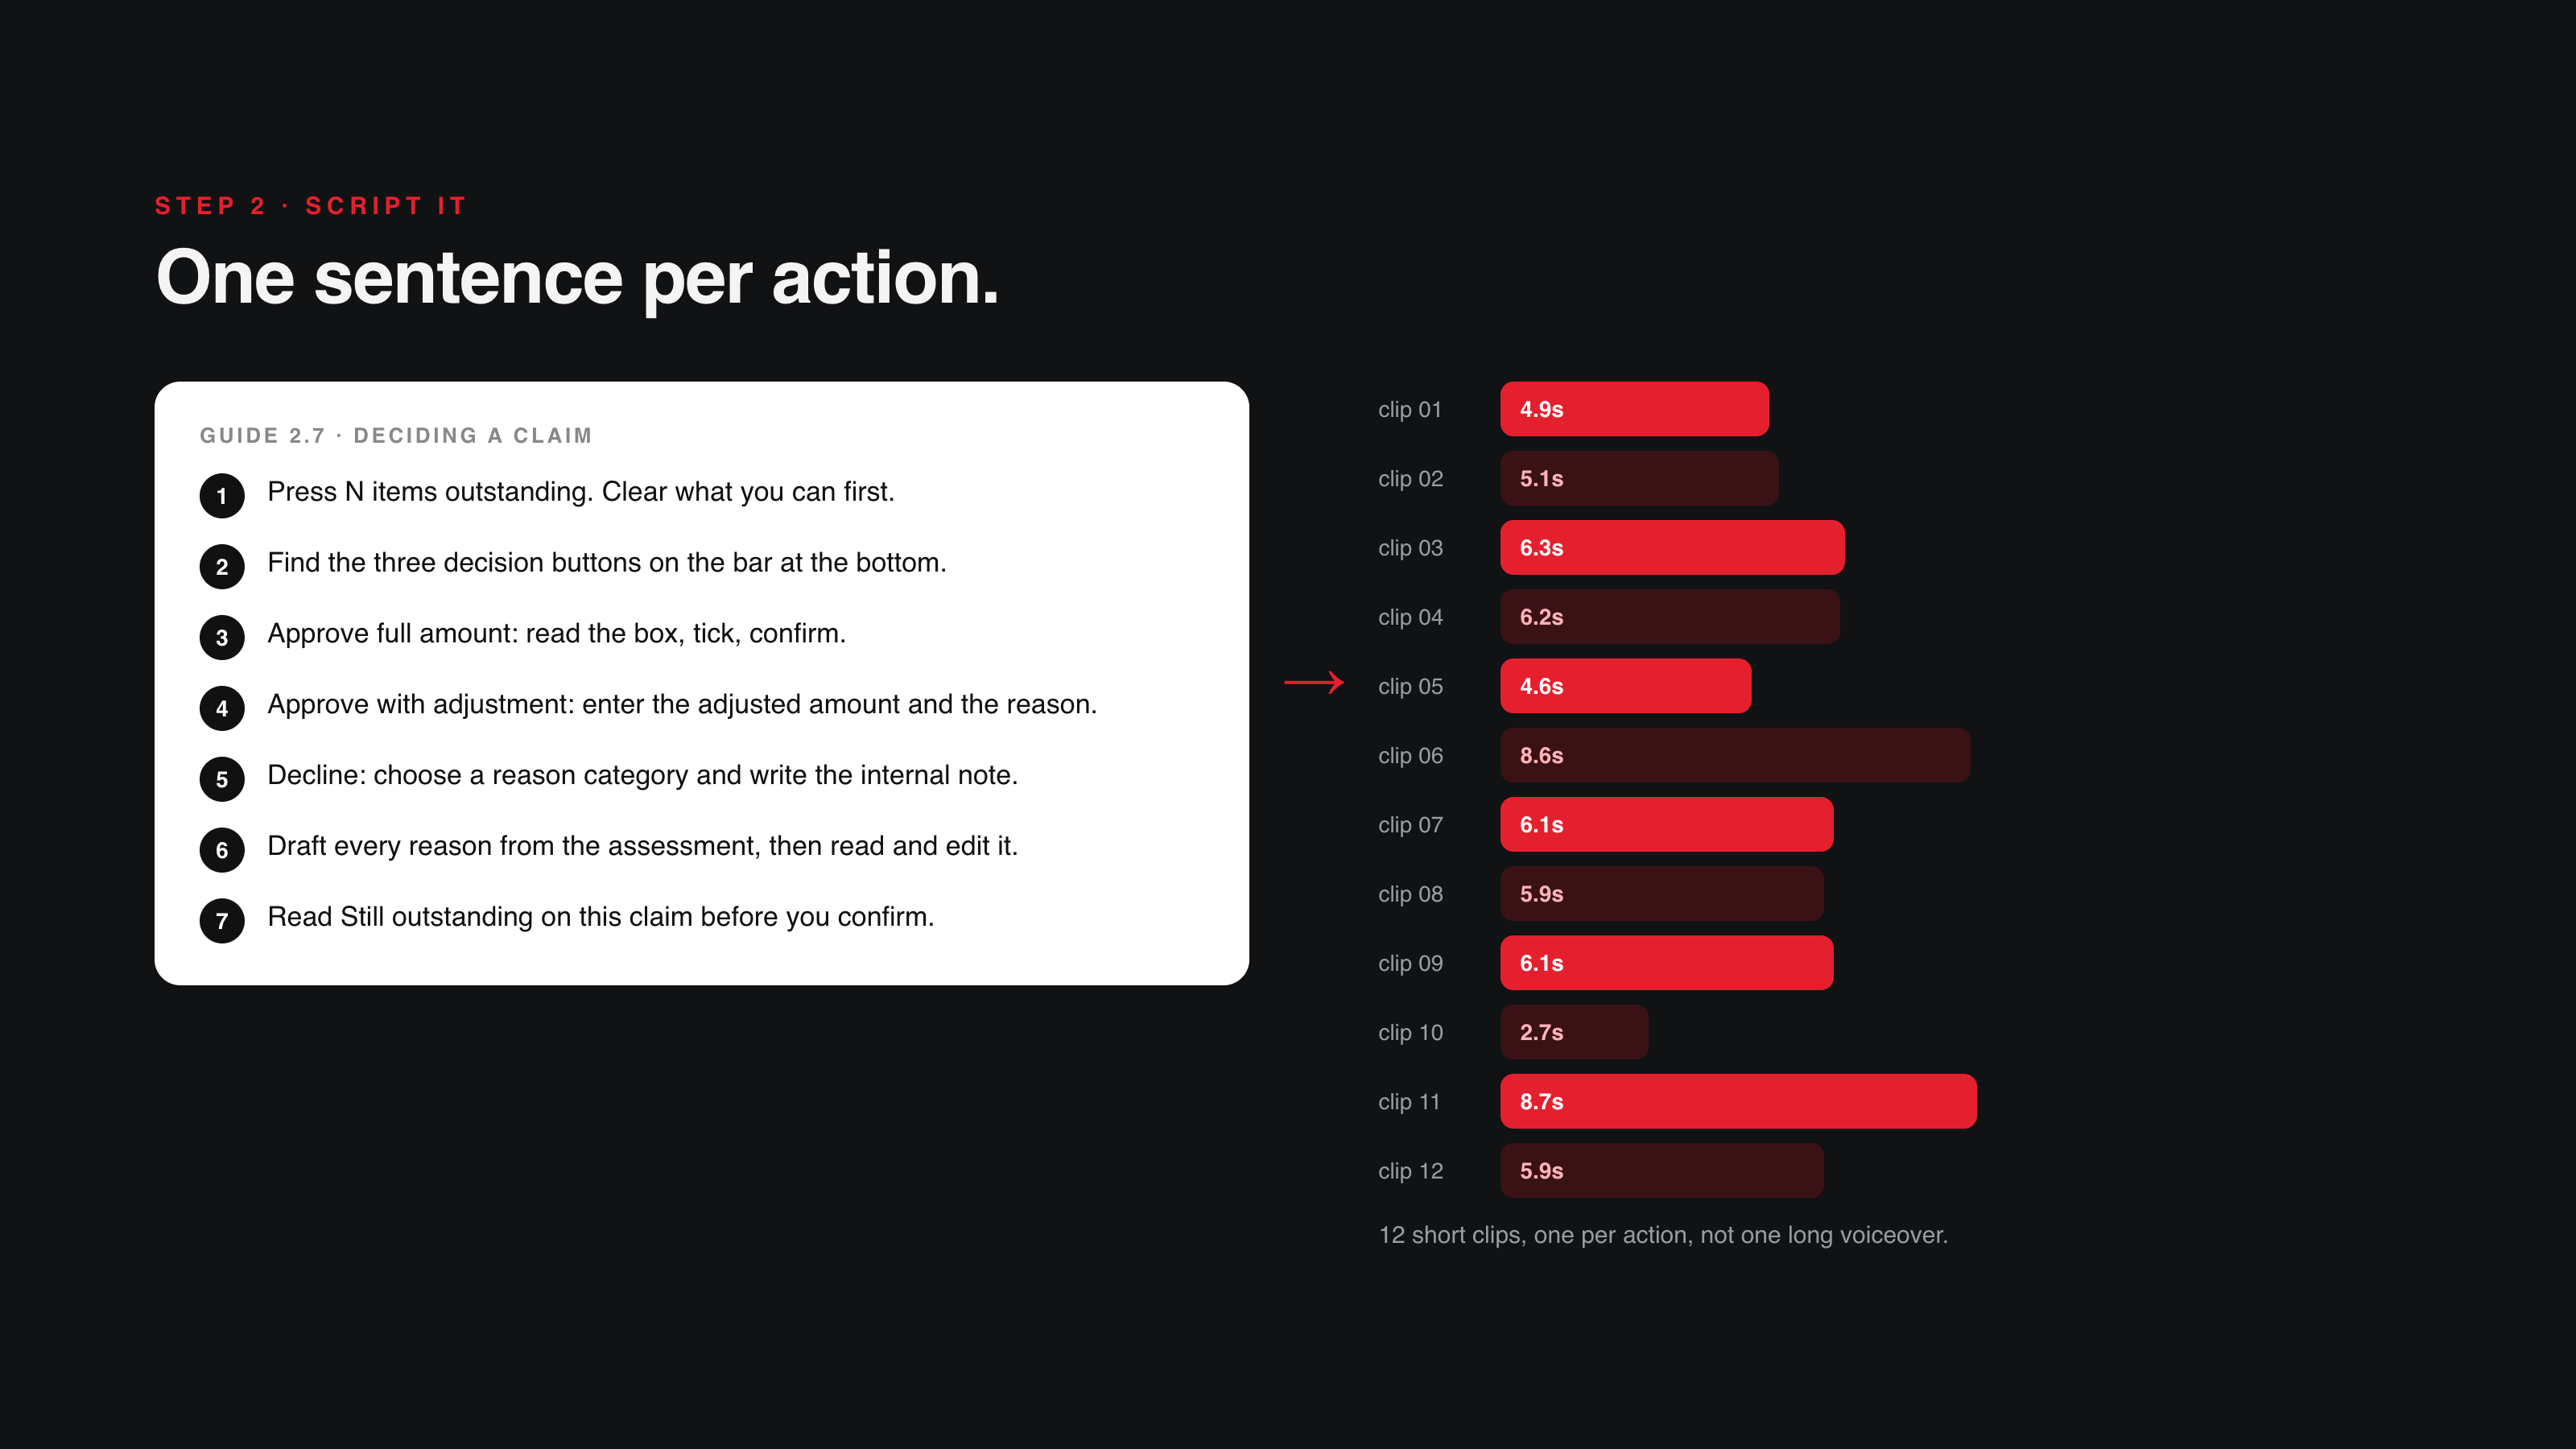 STEP 2 · SCRIPT IT
One sentence per action.
GUIDE 2.7 · DECIDING A CLAIM
1 Press N items outstanding. Clear what you can first.
2 Find the three decision buttons on the bar at the bottom.
3 Approve full amount: read the box, tick, confirm.
4 Approve with adjustment: enter the adjusted amount and the reason.
5 Decline: choose a reason category and write the internal note.
6 Draft every reason from the assessment, then read and edit it.
7 Read Still outstanding on this claim before you confirm.
→
clip 01 4.9s
clip 02 5.1s
clip 03 6.3s
clip 04 6.2s
clip 05 4.6s
clip 06 8.6s
clip 07 6.1s
clip 08 5.9s
clip 09 6.1s
clip 10 2.7s
clip 11 8.7s
clip 12 5.9s
12 short clips, one per action, not one long voiceover.